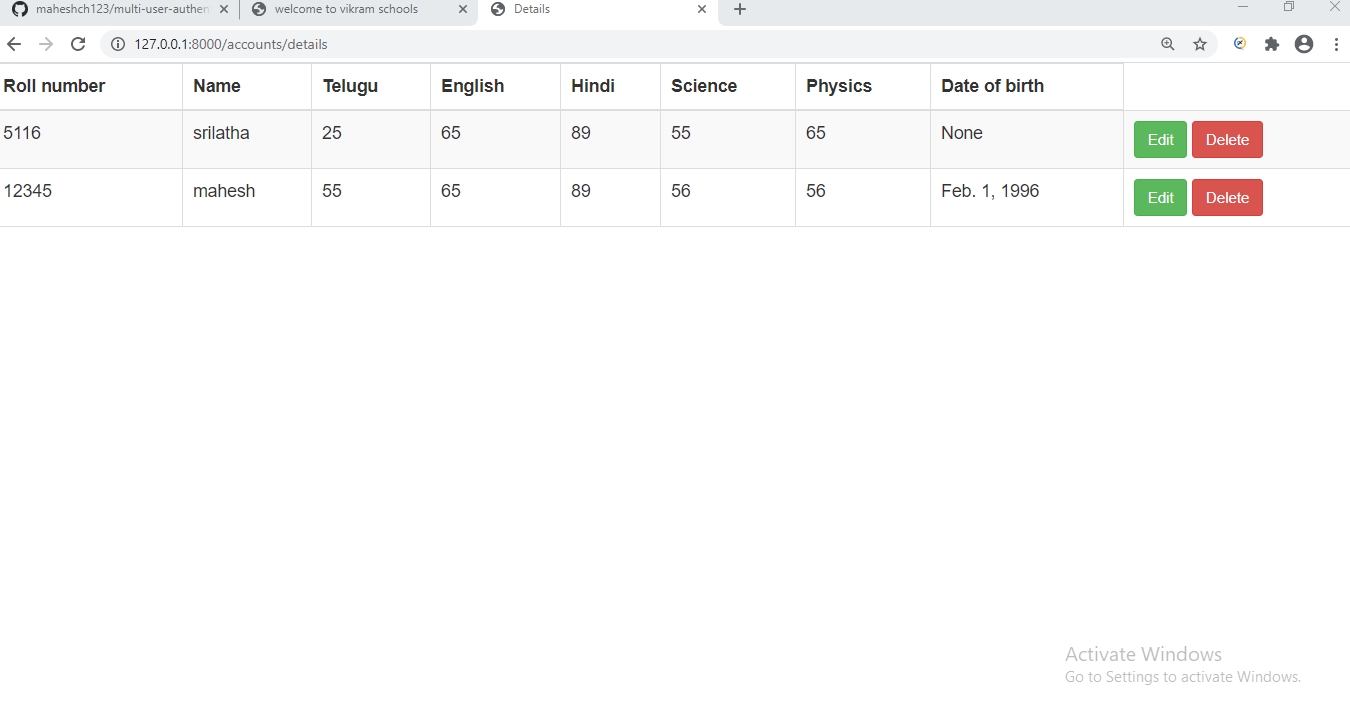 maheshch123/multi-user-authen welcome to vikram schools Details
127.0.0.1:8000/accounts/details
Roll number Name Telugu English Hindi Science Physics Date of birth
5116 srilatha 25 65 89 55 65 None Edit Delete
12345 mahesh 55 65 89 56 56 Feb. 1, 1996 Edit Delete
Activate Windows
Go to Settings to activate Windows.